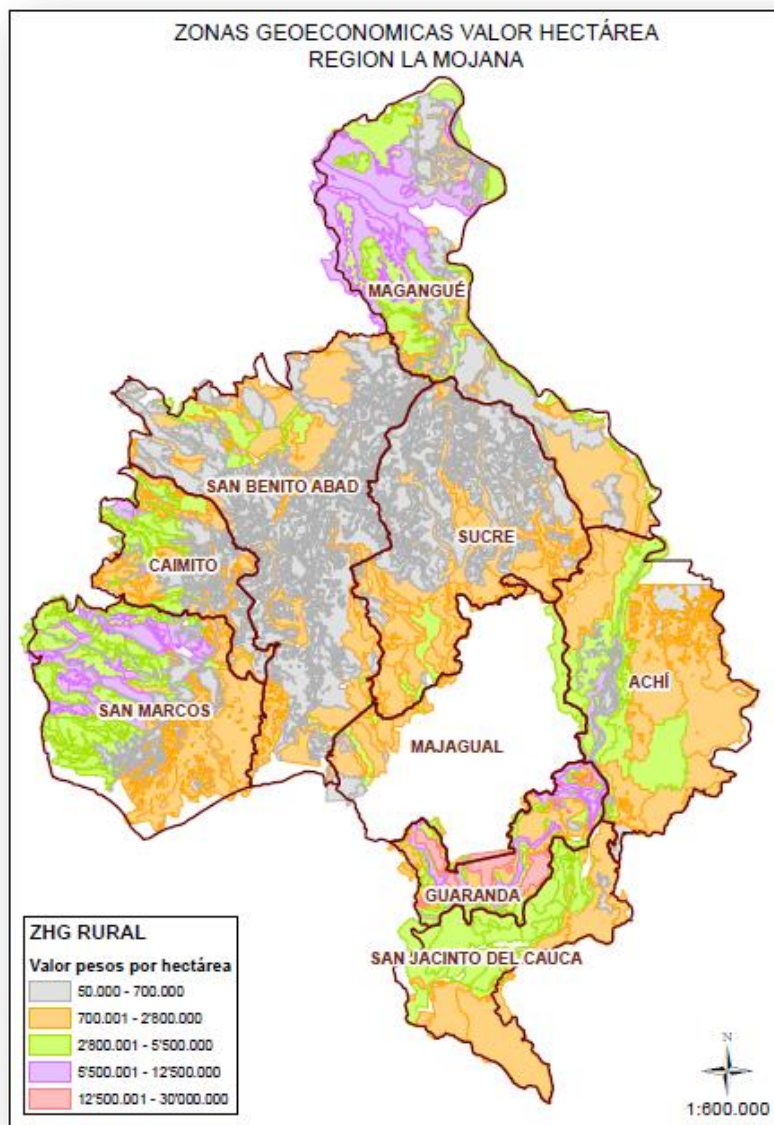 ZONAS GEOECONOMICAS VALOR HECTÁREA
REGION LA MOJANA
MAGANGUÉ
SAN BENITO ABAD
SUCRE
CAIMITO
ACHÍ
SAN MARCOS
MAJAGUAL
GUARANDA
SAN JACINTO DEL CAUCA
ZHG RURAL
Valor pesos por hectárea
50.000 - 700.000
700.001 - 2'800.000
2'800.001 - 5'500.000
5'500.001 - 12'500.000
12'500.001 - 30'000.000
N
1:600.000